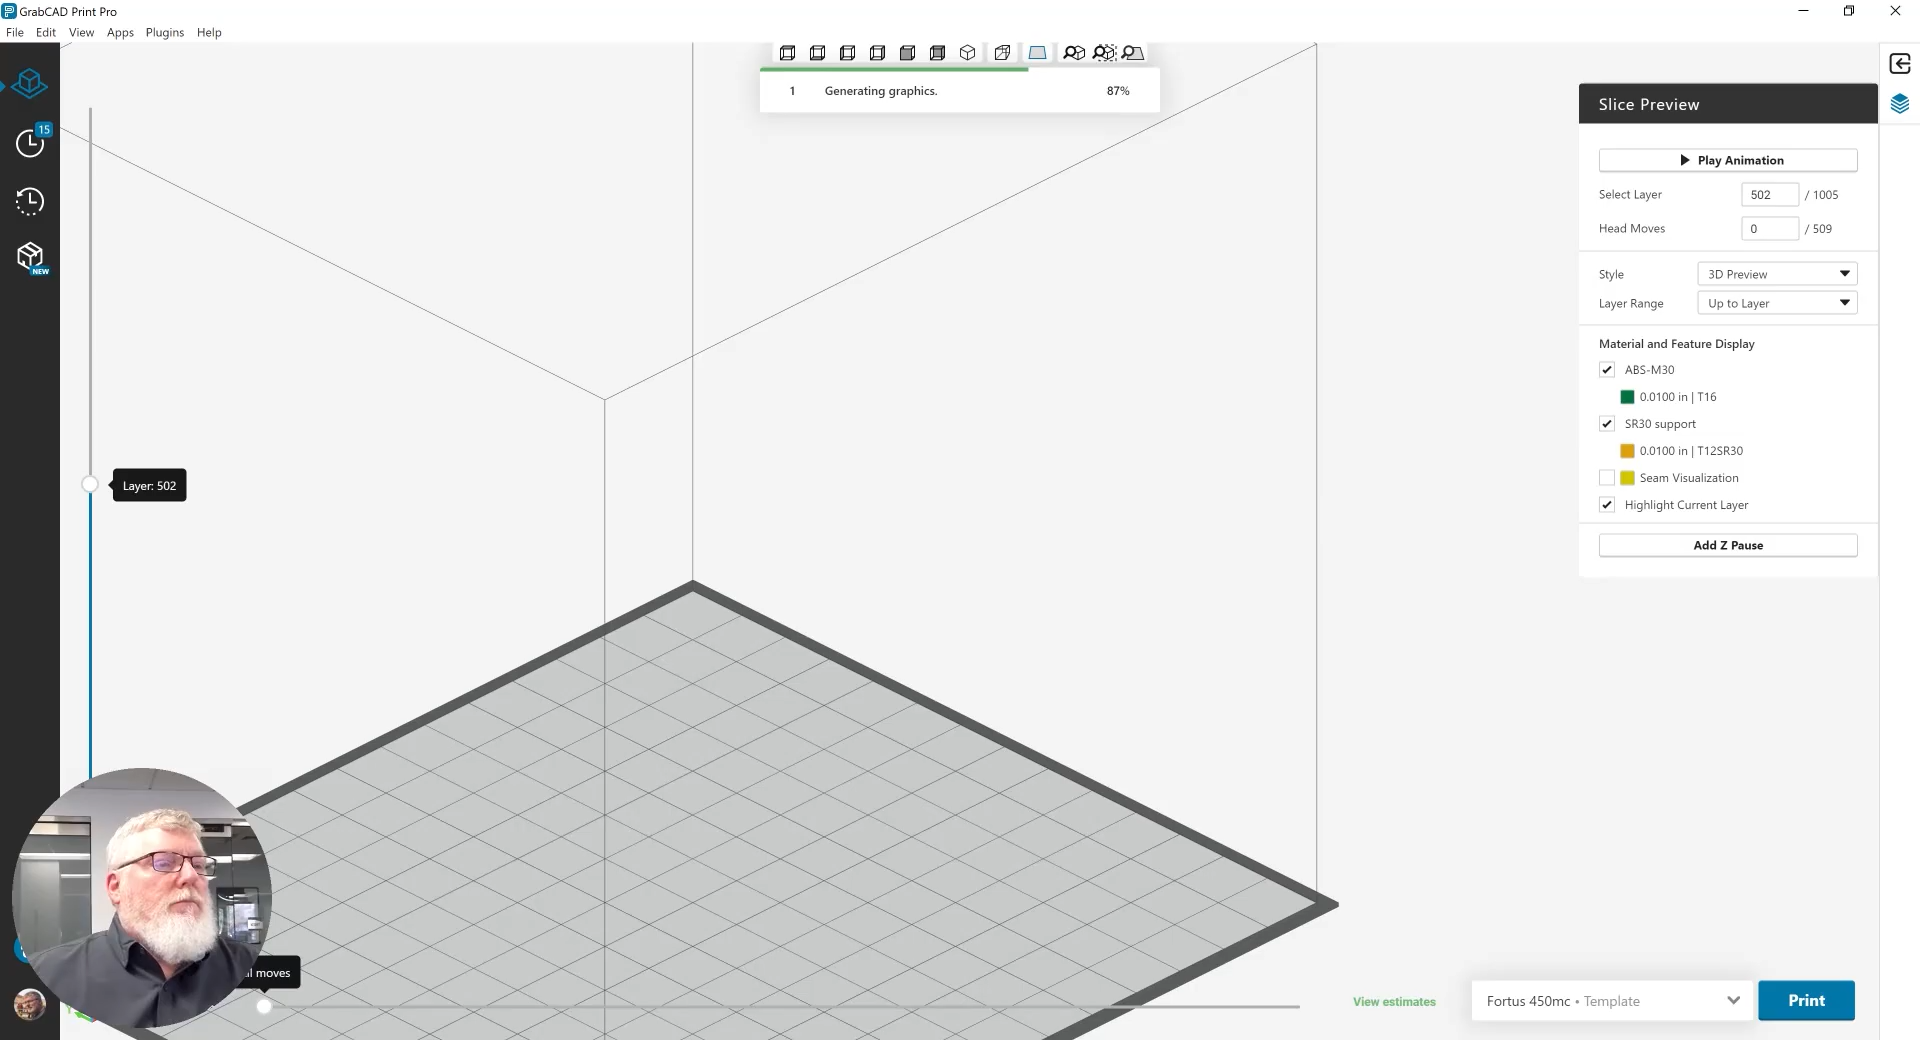 GrabCAD Print Pro
File Edit View Apps Plugins Help
1 Generating graphics. 87%
15
NEW
Layer: 502
Slice Preview
Play Animation
Select Layer 502 / 1005
Head Moves 0 / 509
Style 3D Preview
Layer Range Up to Layer
Material and Feature Display
ABS-M30
0.0100 in | T16
SR30 support
0.0100 in | T12SR30
Seam Visualization
Highlight Current Layer
Add Z Pause
moves
View estimates
Fortus 450mc • Template
Print